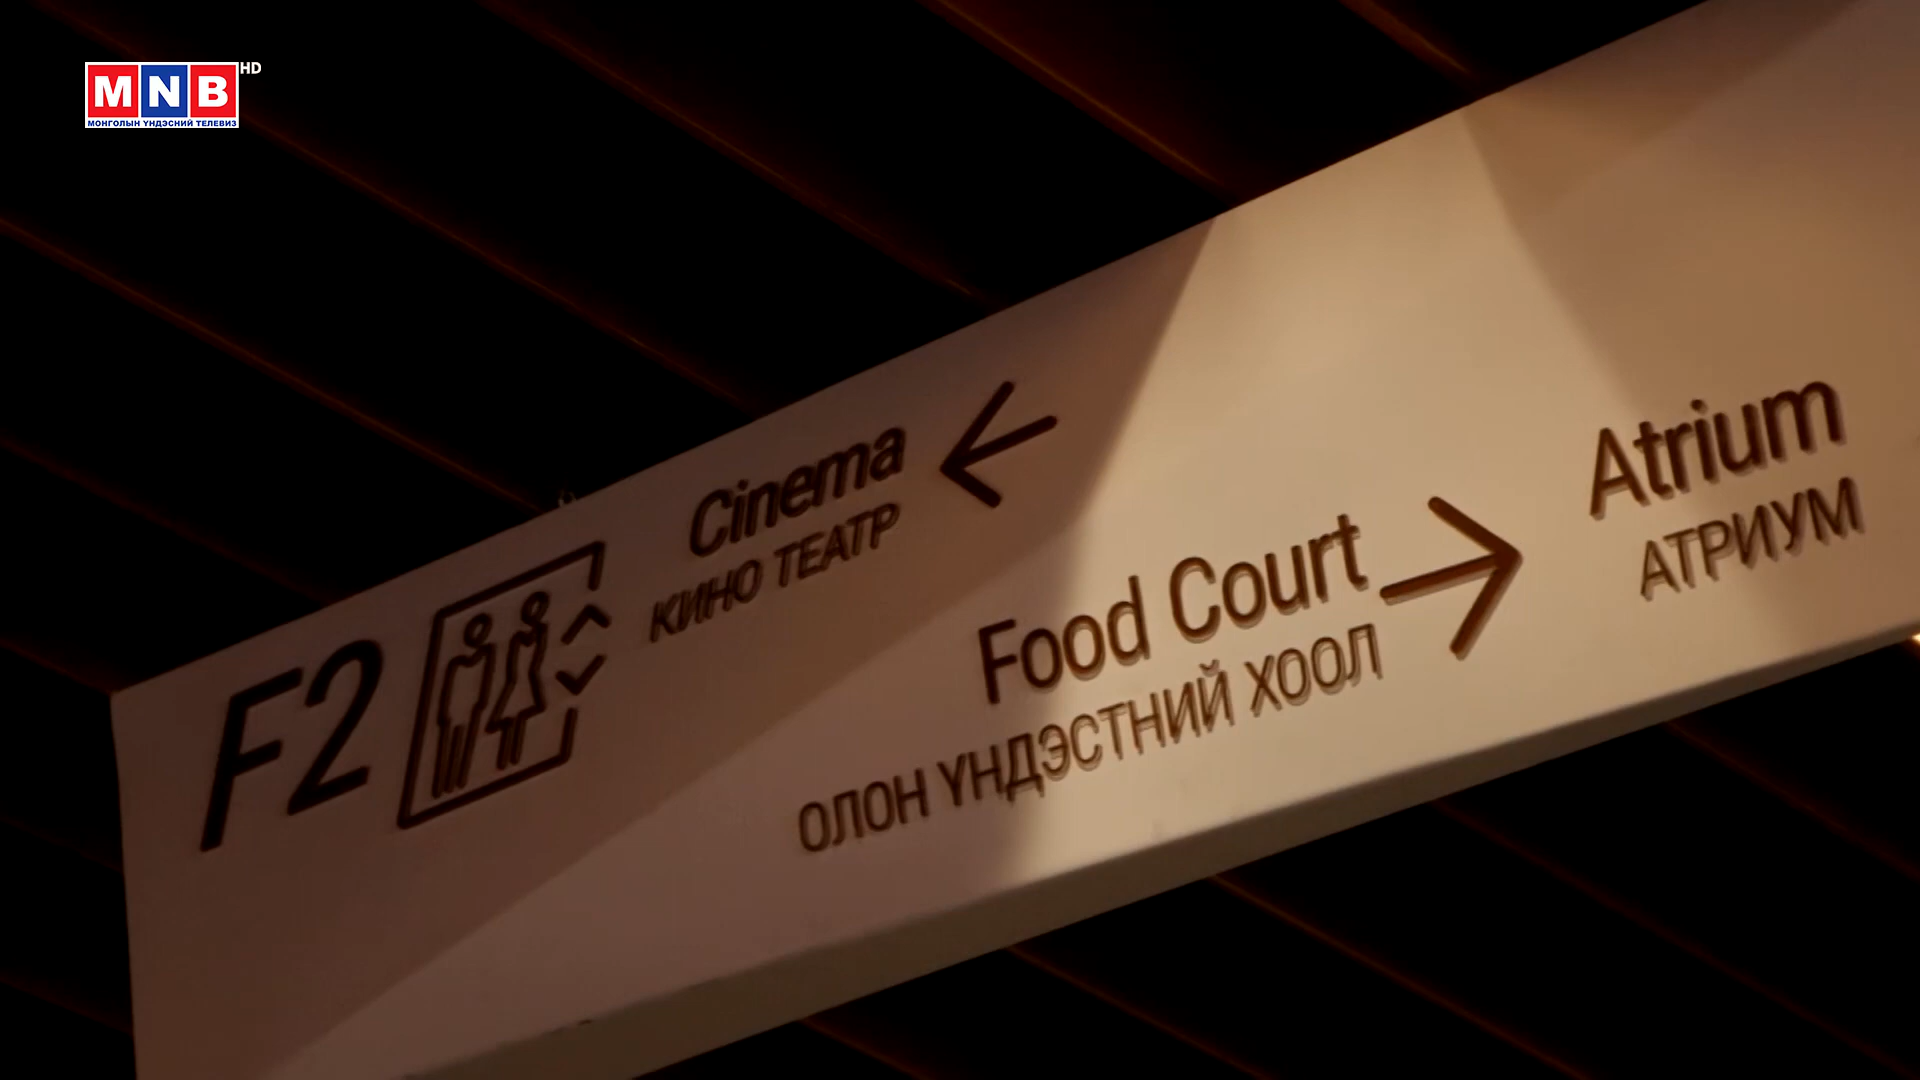 MNB HD
МОНГОЛЫН ҮНДЭСНИЙ ТЕЛЕВИЗ
F2
Cinema
КИНО ТЕАТР
Food Court
ОЛОН ҮНДЭСТНИЙ ХООЛ
Atrium
АТРИУМ